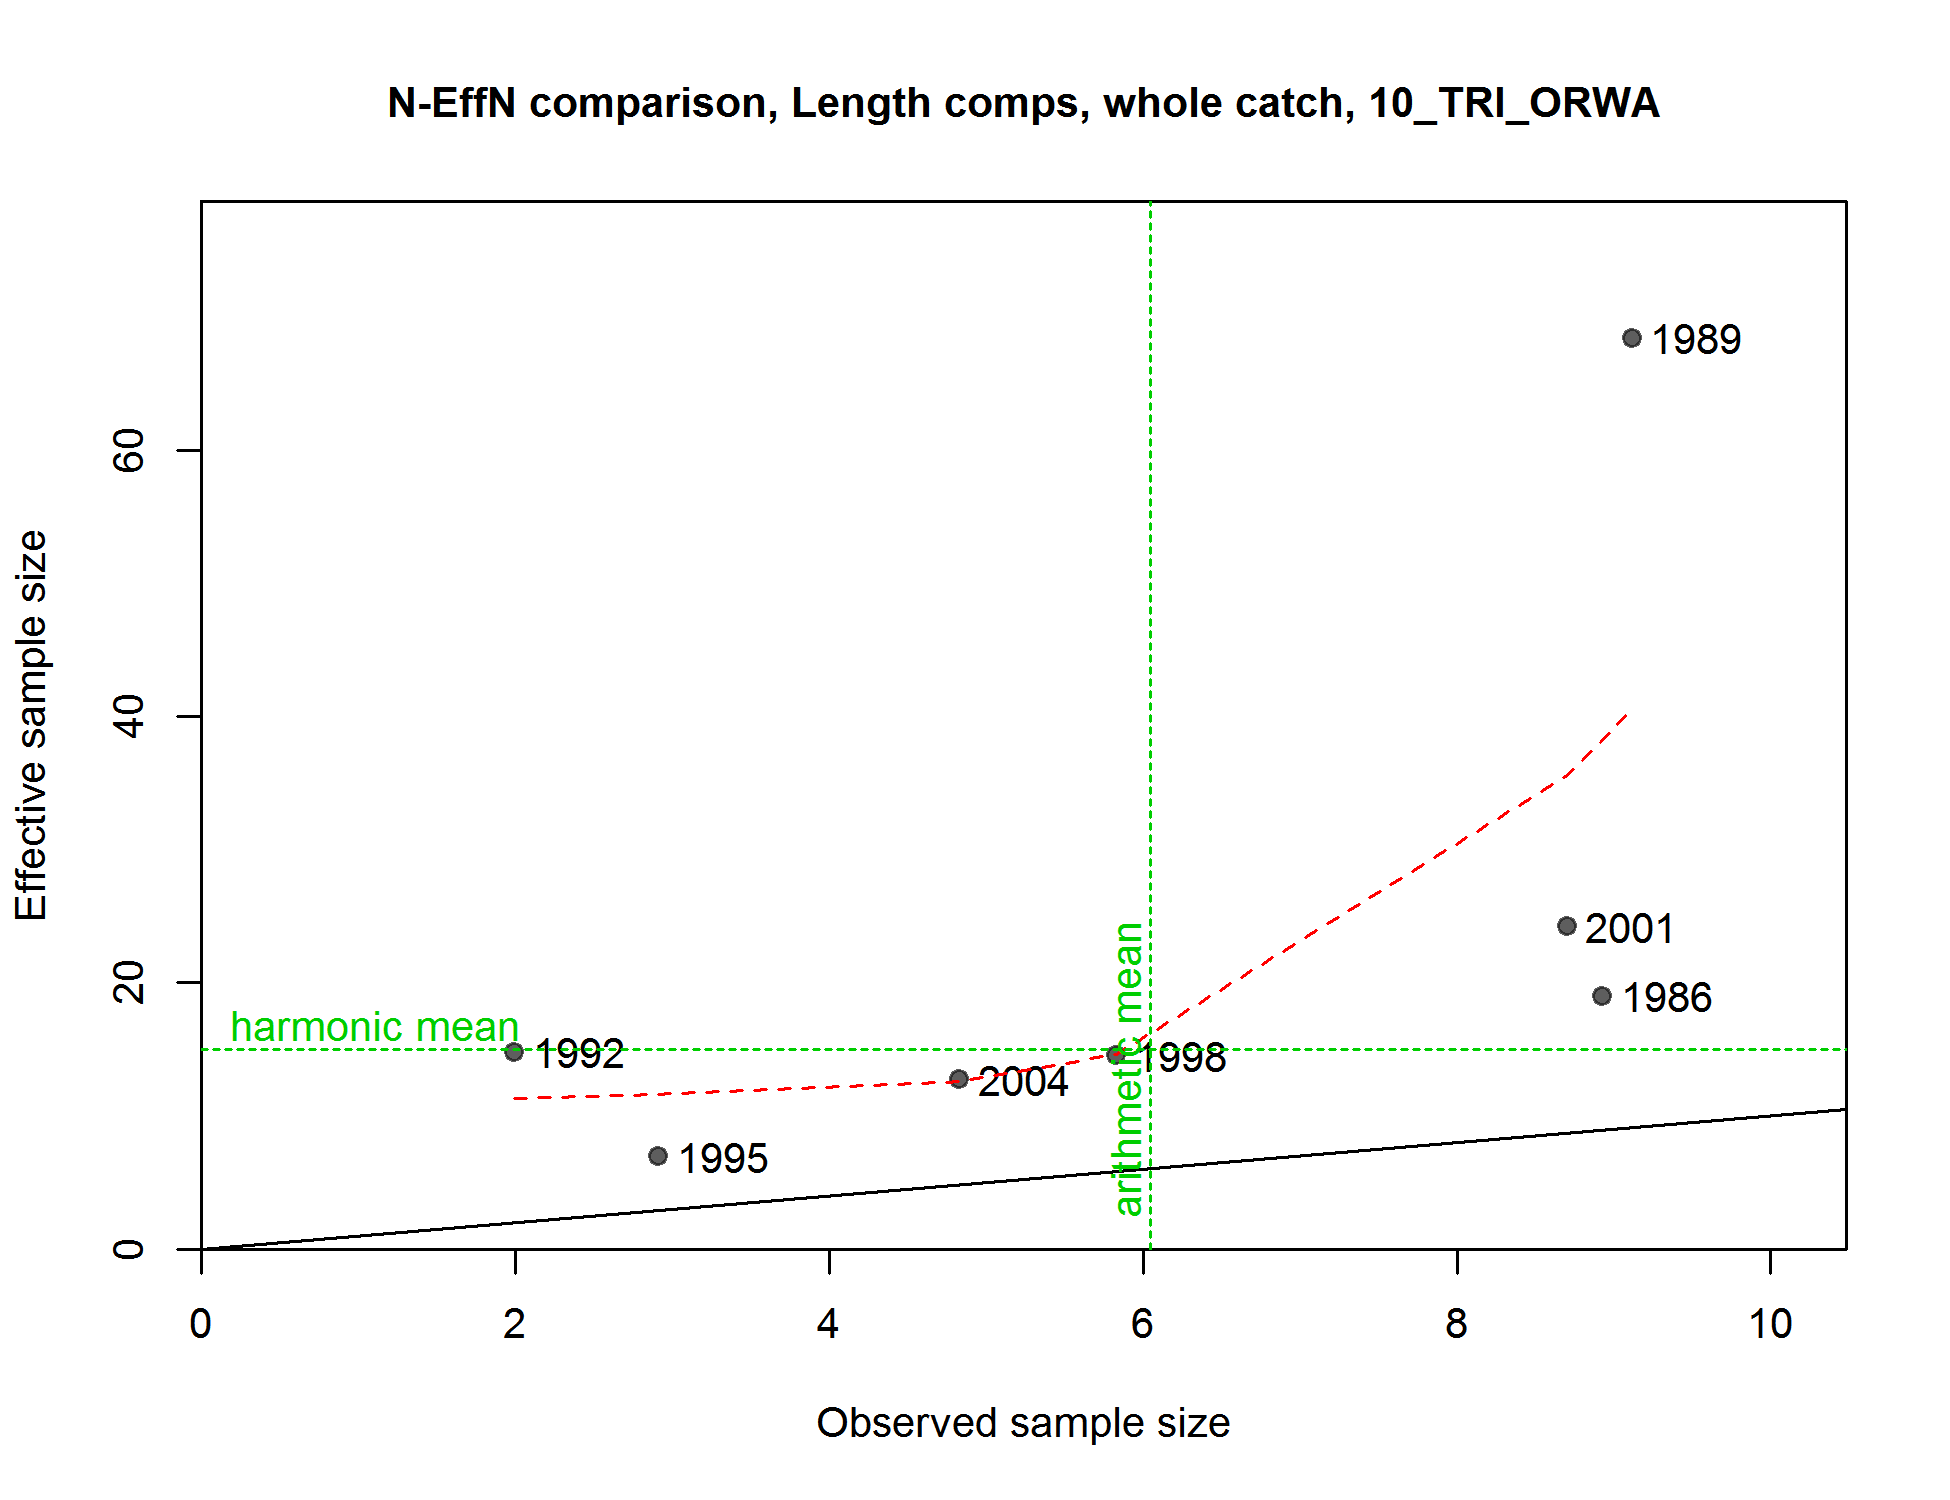 N-EffN comparison, Length comps, whole catch, 10_TRI_ORWA
Effective sample size
60
40
20
0
1989
2001
1986
harmonic mean
1992
1998
2004
1995
arithmetic mean
0 2 4 6 8 10
Observed sample size